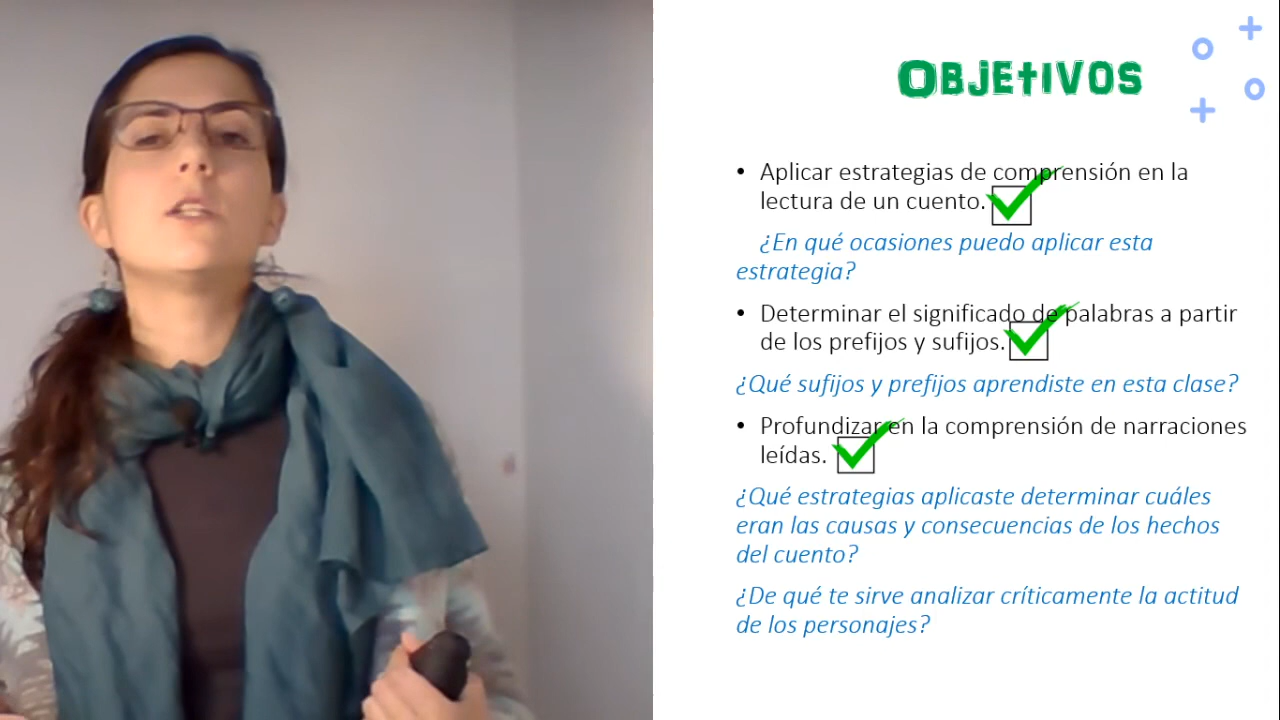 OBJETIVOS
• Aplicar estrategias de comprensión en la
lectura de un cuento.
¿En qué ocasiones puedo aplicar esta
estrategia?
• Determinar el significado de palabras a partir
de los prefijos y sufijos.
¿Qué sufijos y prefijos aprendiste en esta clase?
• Profundizar en la comprensión de narraciones
leídas.
¿Qué estrategias aplicaste determinar cuáles
eran las causas y consecuencias de los hechos
del cuento?
¿De qué te sirve analizar críticamente la actitud
de los personajes?